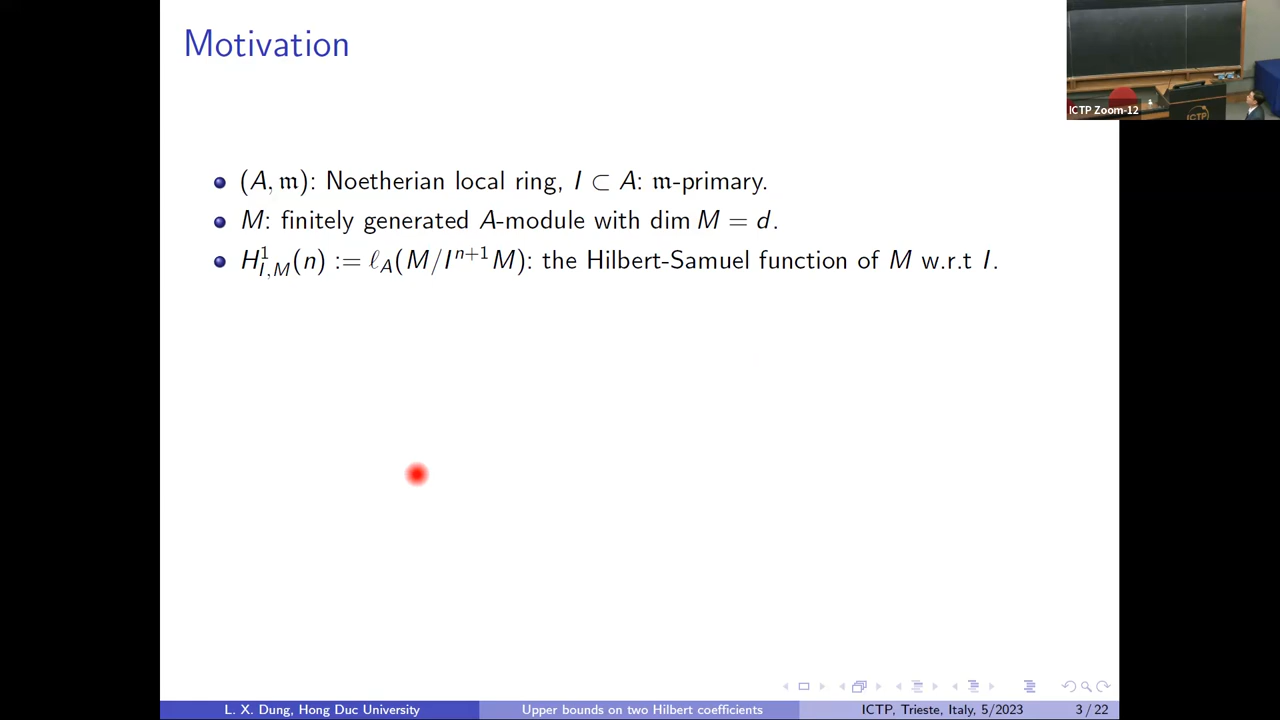 Motivation
ICTP Zoom-12
ICTP
(A, 𝔪): Noetherian local ring, I ⊂ A: 𝔪-primary.
M: finitely generated A-module with dim M = d.
H¹_{I,M}(n) := ℓ_A(M/I^{n+1}M): the Hilbert-Samuel function of M w.r.t I.
L. X. Dung, Hong Duc University Upper bounds on two Hilbert coefficients ICTP, Trieste, Italy, 5/2023 3 / 22